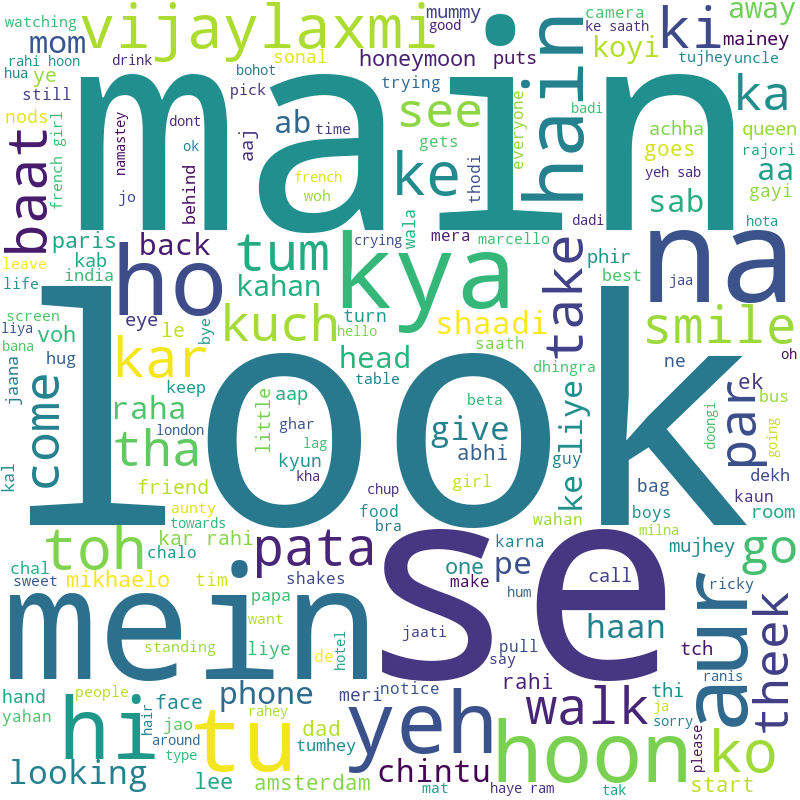 watching
rahi hoon
hua
drink
vijaylaxmi
mummy
good
ke saath
camera
away
mom
ye
still
nods
sonal
honeymoon
puts
trying
bohot
pick
koyi
ki
mainey
tujhey
uncle
main
hain
see
ka
baat
french girl
namastey
dont
ok
jo
behind
aaj
ab
time
french
woh
gets
ke
thodi
everyone
badi
achha
goes
queen
rajori
yeh sab
aa
gayi
sab
hota
dadi
paris
kab
india
leave
life
back
tum
kahan
crying
wala
mera
marcello
phir
best
jaa
na
ho
kya
take
smile
oh
screen
liya
bana
voh
eye
le
bye
kuch
turn
hello
shaadi
saath
dhingra
ne
ek
bus
look
jaana
hug
kar
keep
head
table
come
raha
little
aap
ghar
beta
give
ke liye
par
doongi
going
tha
london
lag
kyun
abhi
guy
bag
dekh
kaun
kal
friend
kha
chup
girl
food
bra
boys
room
aunty
towards
wahan
milna
toh
kar rahi
chalo
pata
se
karna
mujhey
go
chal
sweet
mikhaelo
tim
shakes
one
make
pe
call
ricky
mein
papa
want
hum
haan
aur
theek
standing
liye
de
hotel
jaati
say
pull
tch
ranis
hand
yahan
people
hi
face
jao
hair
around
type
phone
rahey
tu
meri
dad
tumhey
notice
yeh
rahi
walk
thi
ja
sorry
please
hoon
ko
looking
lee
amsterdam
chintu
mat
haye ram
tak
start